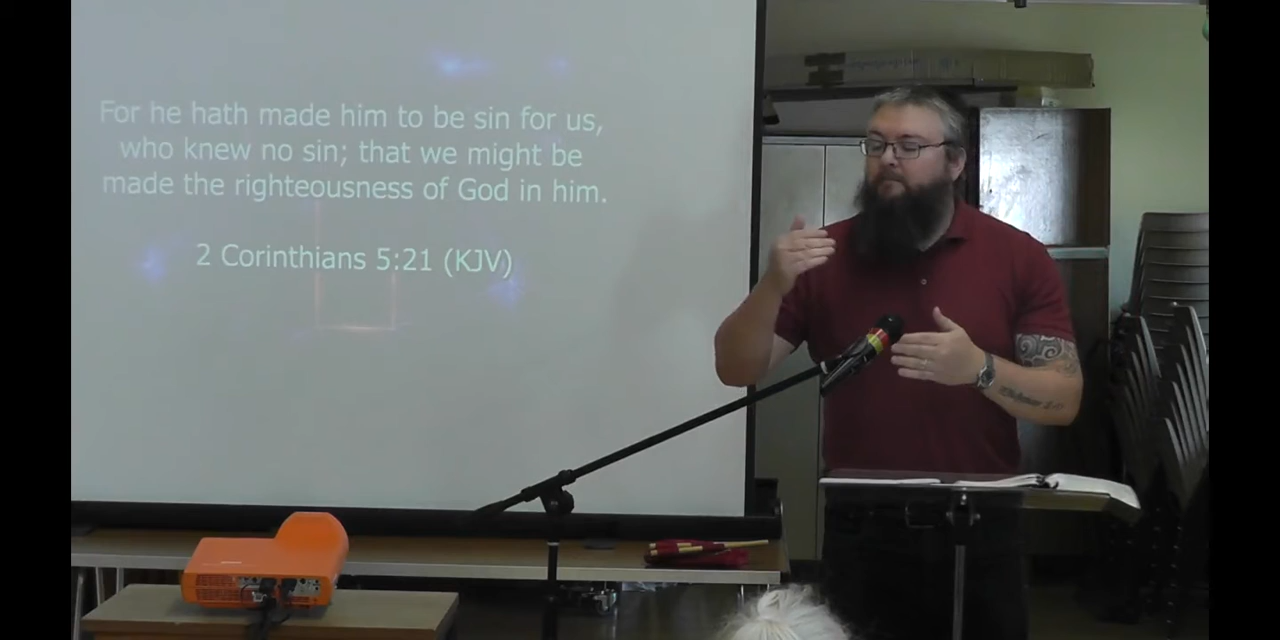 For he hath made him to be sin for us,
who knew no sin; that we might be
made the righteousness of God in him.
2 Corinthians 5:21 (KJV)